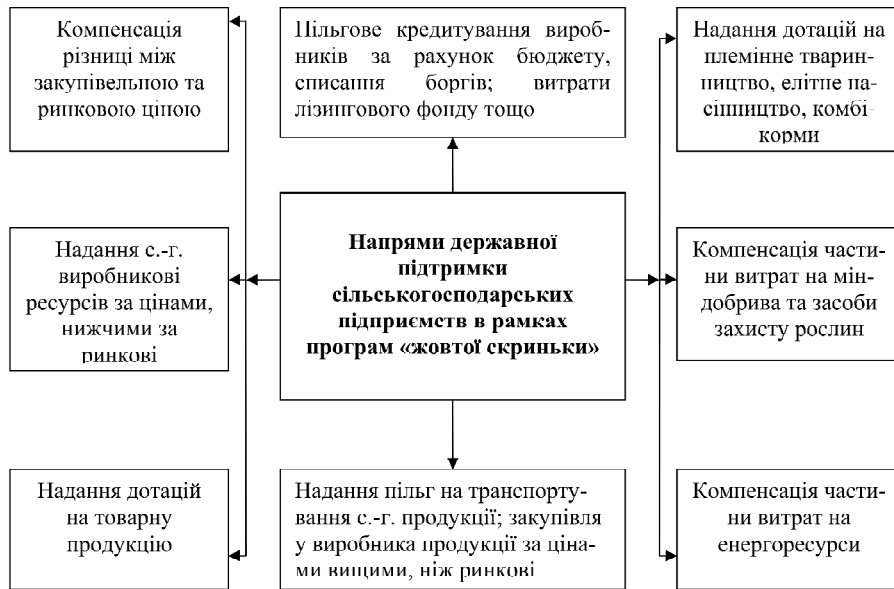 Компенсація
різниці між
закупівельною та
ринковою ціною
Пільгове кредитування вироб-
ників за рахунок бюджету,
списання боргів; витрати
лізингового фонду тощо
Надання дотацій на
племінне тварин-
ництво, елітне на-
сінництво, комбі-
корми
Надання с.-г.
виробникові
ресурсів за цінами,
нижчими за
ринкові
Напрями державної
підтримки
сільськогосподарських
підприємств в рамках
програм «жовтої скриньки»
Компенсація части-
ни витрат на мін-
добрива та засоби
захисту рослин
Надання дотацій
на товарну
продукцію
Надання пільг на транспорту-
вання с.-г. продукції; закупівля
у виробника продукції за ціна-
ми вищими, ніж ринкові
Компенсація части-
ни витрат на
енергоресурси